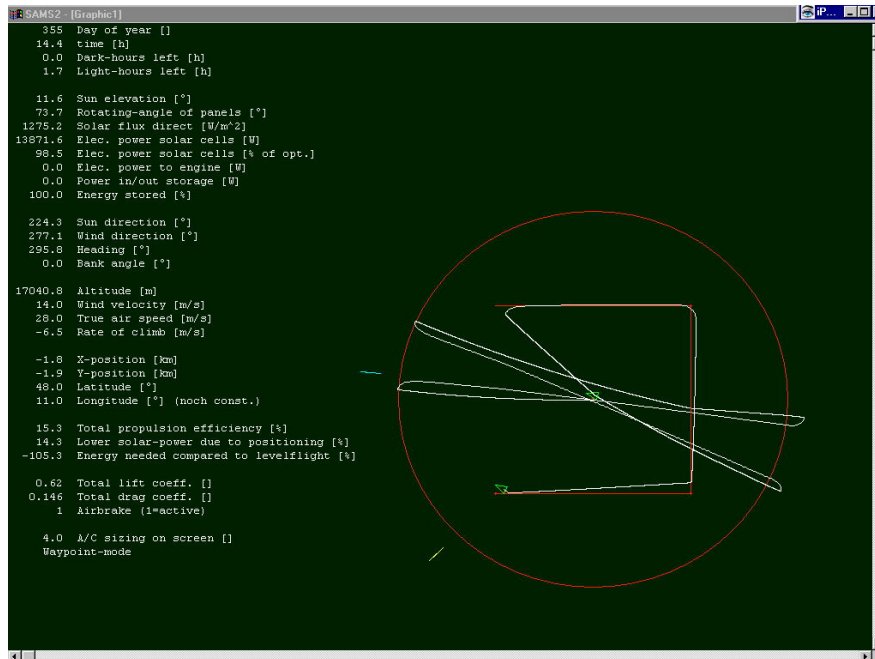 SAMS2 - [Graphic1]
iP...
355 Day of year []
14.4 time [h]
0.0 Dark-hours left [h]
1.7 Light-hours left [h]
11.6 Sun elevation [°]
73.7 Rotating-angle of panels [°]
1275.2 Solar flux direct [W/m^2]
13871.6 Elec. power solar cells [W]
98.5 Elec. power solar cells [% of opt.]
0.0 Elec. power to engine [W]
0.0 Power in/out storage [W]
100.0 Energy stored [%]
224.3 Sun direction [°]
277.1 Wind direction [°]
295.8 Heading [°]
0.0 Bank angle [°]
17040.8 Altitude [m]
14.0 Wind velocity [m/s]
28.0 True air speed [m/s]
-6.5 Rate of climb [m/s]
-1.8 X-position [km]
-1.9 Y-position [km]
48.0 Latitude [°]
11.0 Longitude [°] (noch const.)
15.3 Total propulsion efficiency [%]
14.3 Lower solar-power due to positioning [%]
-105.3 Energy needed compared to levelflight [%]
0.62 Total lift coeff. []
0.146 Total drag coeff. []
1 Airbrake (1=active)
4.0 A/C sizing on screen []
Waypoint-mode